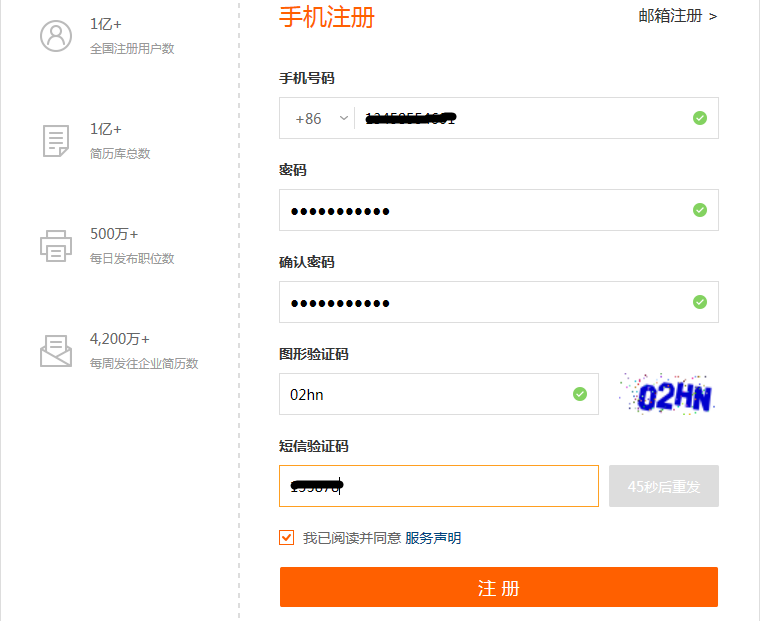 1亿+
全国注册用户数
1亿+
简历库总数
500万+
每日发布职位数
4,200万+
每周发往企业简历数
手机注册
邮箱注册 >
手机号码
+86
密码
•••••••••••
确认密码
•••••••••••
图形验证码
02hn
02HN
短信验证码
45秒后重发
我已阅读并同意 服务声明
注 册